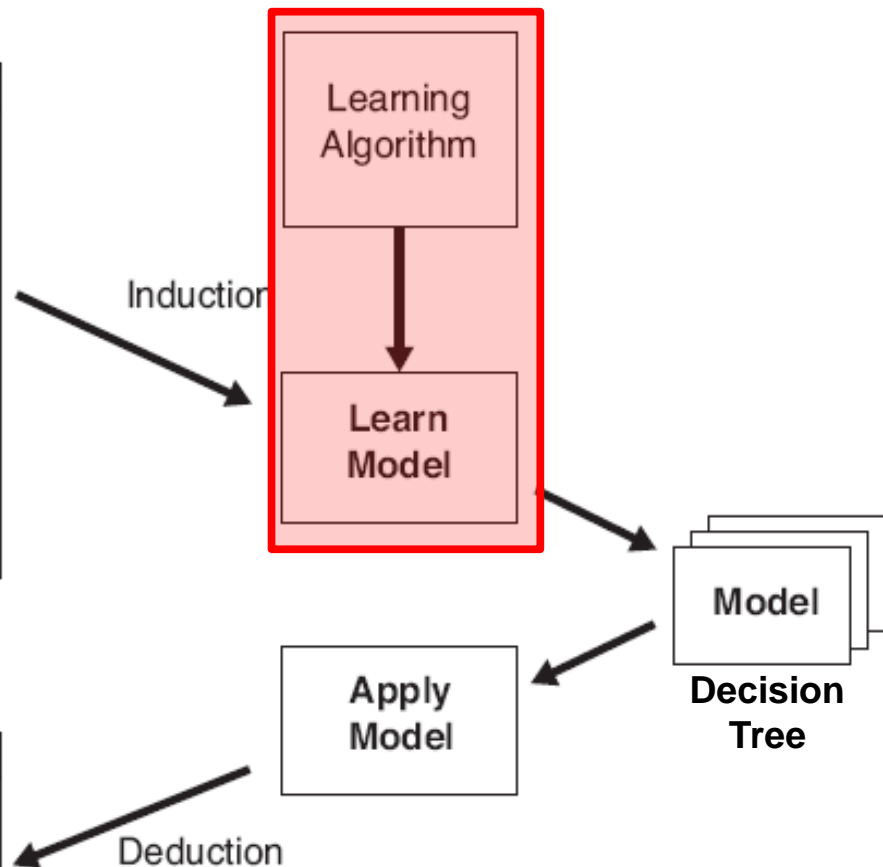 Learning
Algorithm
Induction
Learn
Model
Model
Decision
Tree
Apply
Model
Deduction